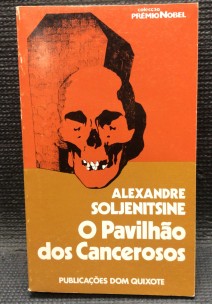 colecção
PRÉMIO NOBEL
ALEXANDRE
SOLJENITSINE
O Pavilhão
dos Cancerosos
PUBLICAÇÕES DOM QUIXOTE